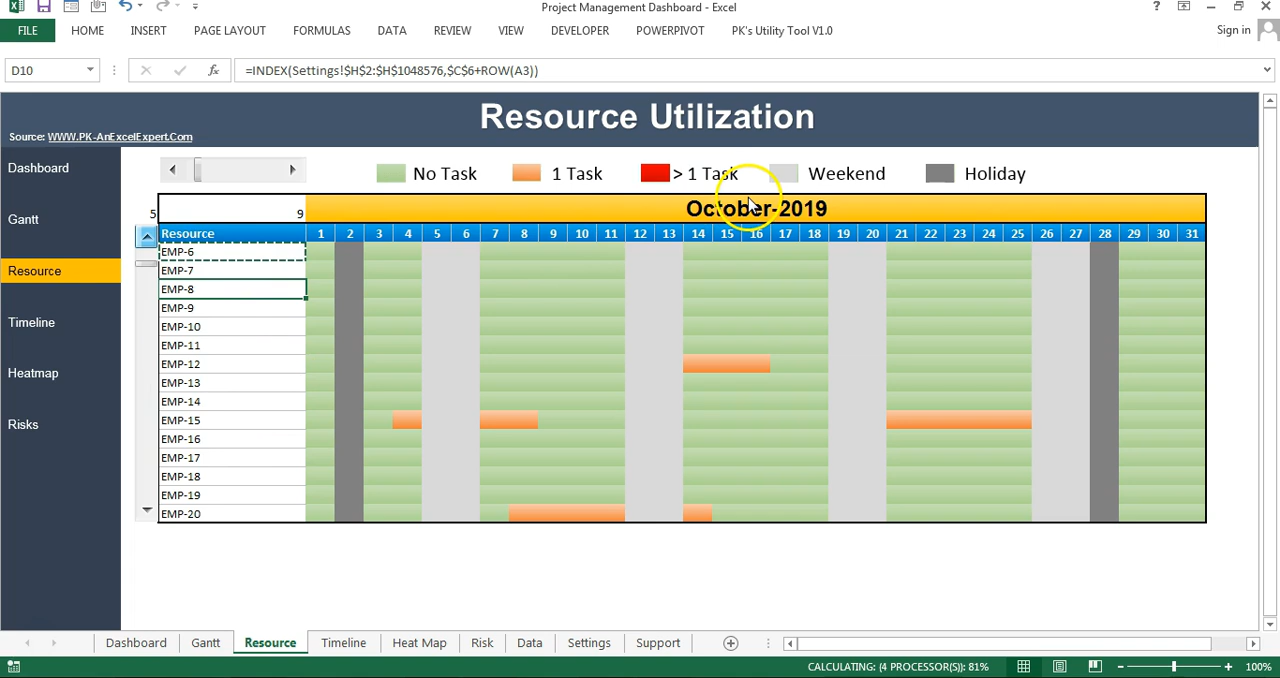 Project Management Dashboard - Excel
?
FILE HOME INSERT PAGE LAYOUT FORMULAS DATA REVIEW VIEW DEVELOPER POWERPIVOT PK's Utility Tool V1.0 Sign in
D10 fx =INDEX(Settings!$H$2:$H$1048576,$C$6+ROW(A3))
Resource Utilization
Source: WWW.PK-AnExcelExpert.Com
Dashboard
Gantt
Resource
Timeline
Heatmap
Risks
No Task 1 Task > 1 Task Weekend Holiday
5 9 October-2019
Resource 1 2 3 4 5 6 7 8 9 10 11 12 13 14 15 16 17 18 19 20 21 22 23 24 25 26 27 28 29 30 31
EMP-6
EMP-7
EMP-8
EMP-9
EMP-10
EMP-11
EMP-12
EMP-13
EMP-14
EMP-15
EMP-16
EMP-17
EMP-18
EMP-19
EMP-20
Dashboard Gantt Resource Timeline Heat Map Risk Data Settings Support
CALCULATING: (4 PROCESSOR(S)): 81% 100%